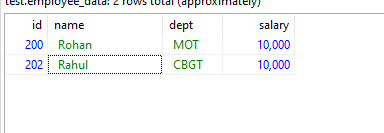 test.employee_data: 2 rows total (approximately)
id name dept salary
200 Rohan MOT 10,000
202 Rahul CBGT 10,000